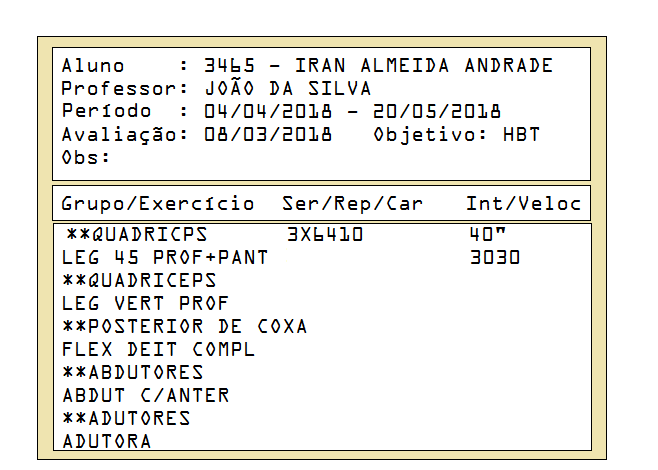 Aluno : 3465 - IRAN ALMEIDA ANDRADE
Professor: JOÃO DA SILVA
Período : 04/04/2018 - 20/05/2018
Avaliação: 08/03/2018 Objetivo: HBT
Obs:
Grupo/Exercício Ser/Rep/Car Int/Veloc
**QUADRICPS 3X6410 40"
LEG 45 PROF+PANT 3030
**QUADRICEPS
LEG VERT PROF
**POSTERIOR DE COXA
FLEX DEIT COMPL
**ABDUTORES
ABDUT C/ANTER
**ADUTORES
ADUTORA